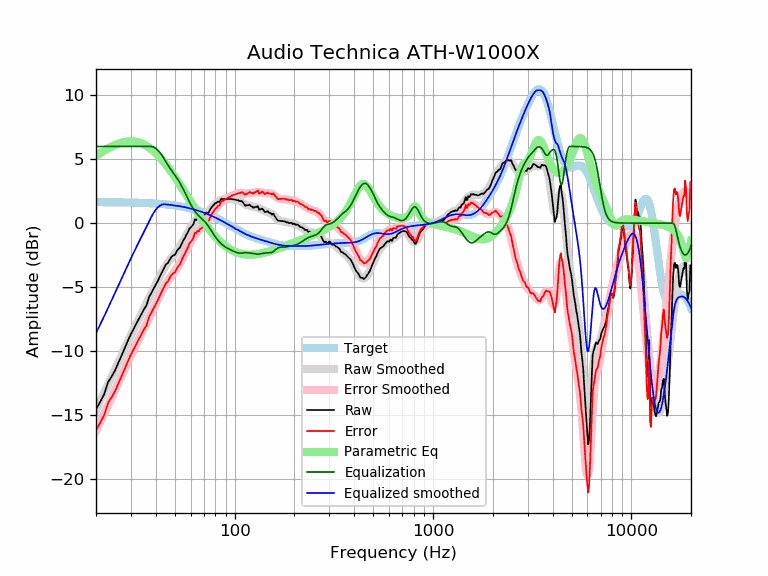 Audio Technica ATH-W1000X
Amplitude (dBr)
10
5
0
−5
−10
−15
−20
Target
Raw Smoothed
Error Smoothed
Raw
Error
Parametric Eq
Equalization
Equalized smoothed
100
1000
10000
Frequency (Hz)